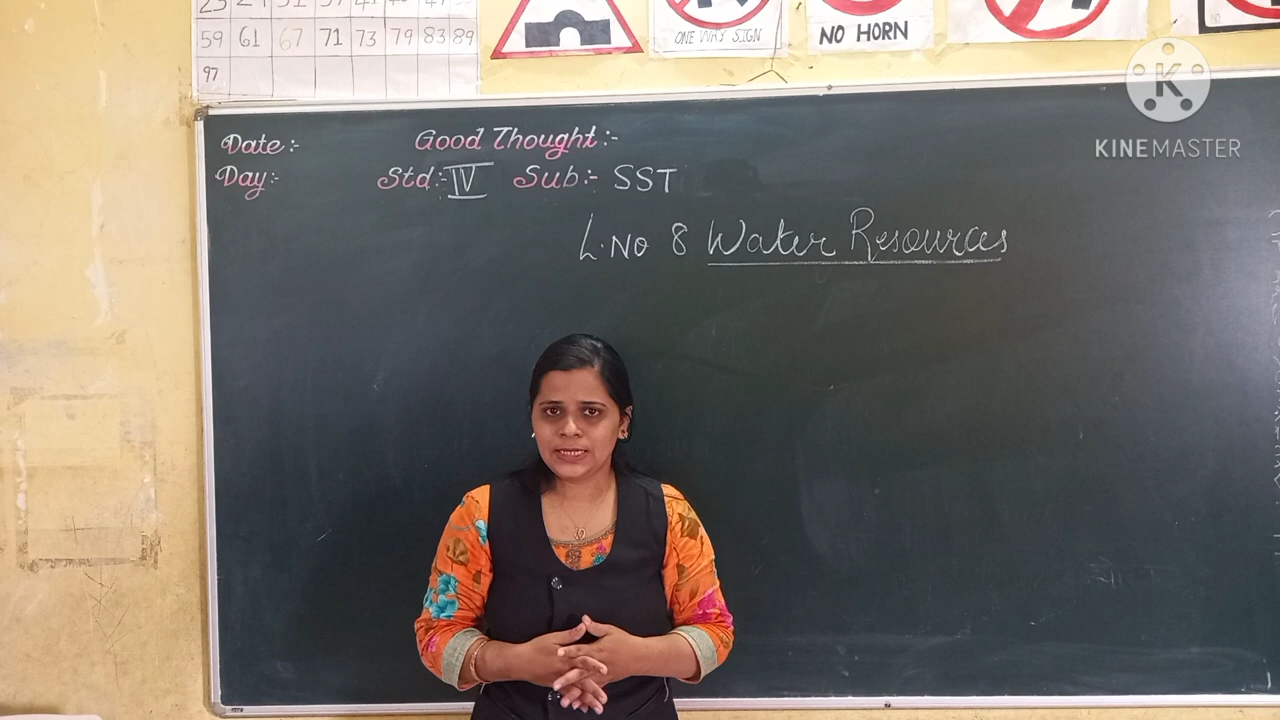 59 61 67 71 73 79 83 89
97
ONE WAY SIGN
NO HORN
K
KINEMASTER
Date:-
Good Thought:-
Day:-
Std:- IV Sub:- SST
L.No 8 Water Resources